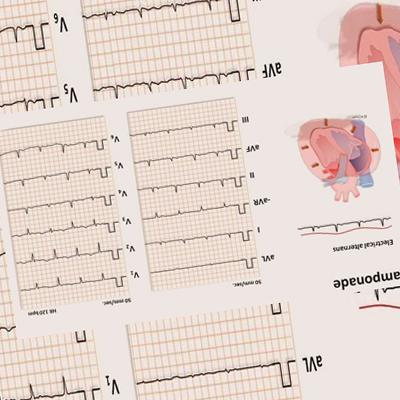 aVL
V1
amponade
Electrical alternans
50 mm/sec.
aVL
I
-aVR
II
aVF
III
50 mm/sec.
HR 120 bpm
V1
V2
V3
V4
V5
V6
aVF
V5
V6